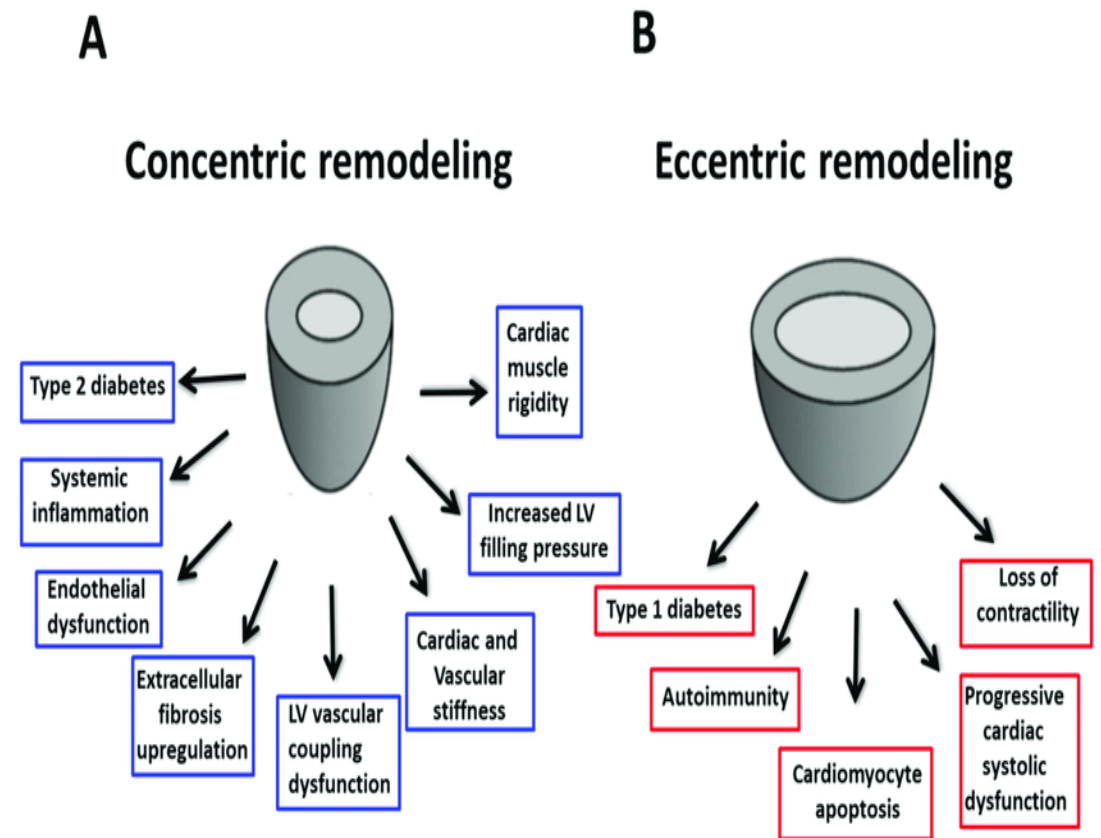 A
Concentric remodeling
Type 2 diabetes
Systemic
inflammation
Endothelial
dysfunction
Extracellular
fibrosis
upregulation
LV vascular
coupling
dysfunction
Cardiac and
Vascular
stiffness
Increased LV
filling pressure
Cardiac
muscle
rigidity
B
Eccentric remodeling
Type 1 diabetes
Autoimmunity
Cardiomyocyte
apoptosis
Progressive
cardiac
systolic
dysfunction
Loss of
contractility